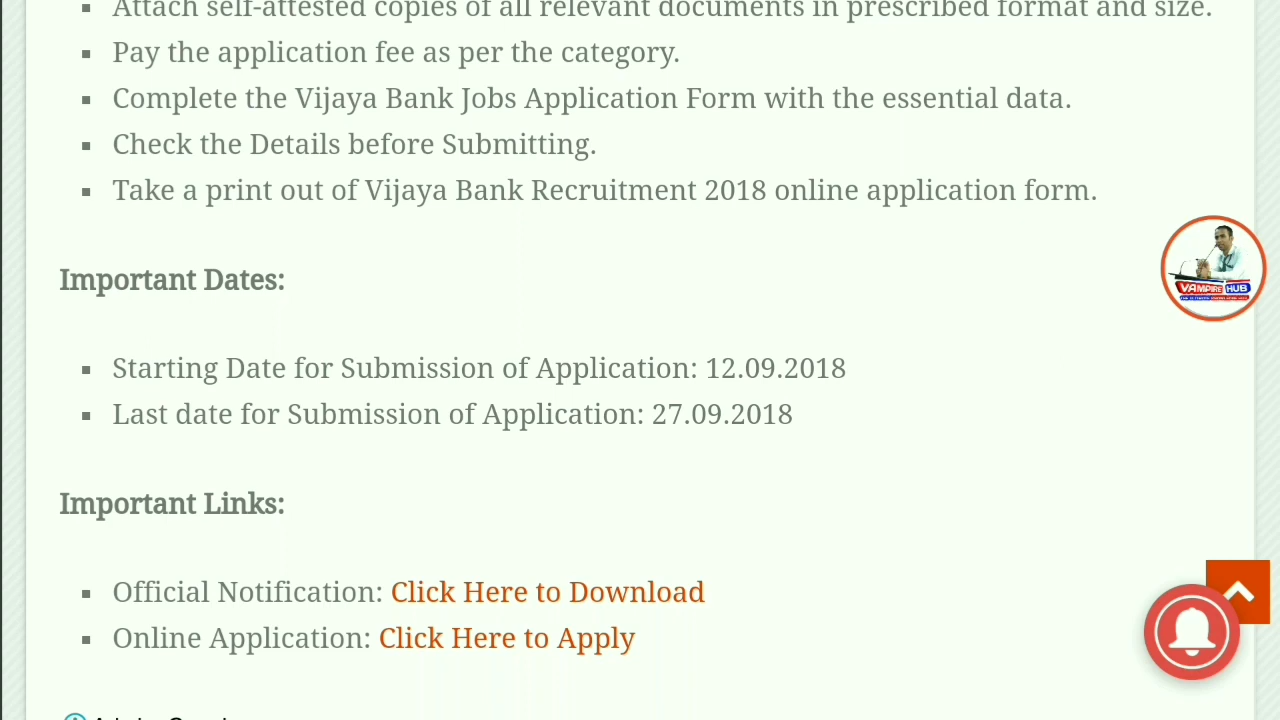 Attach self-attested copies of all relevant documents in prescribed format and size.
Pay the application fee as per the category.
Complete the Vijaya Bank Jobs Application Form with the essential data.
Check the Details before Submitting.
Take a print out of Vijaya Bank Recruitment 2018 online application form.
Important Dates:
VAMPIRE HUB
Starting Date for Submission of Application: 12.09.2018
Last date for Submission of Application: 27.09.2018
Important Links:
Official Notification: Click Here to Download
Online Application: Click Here to Apply